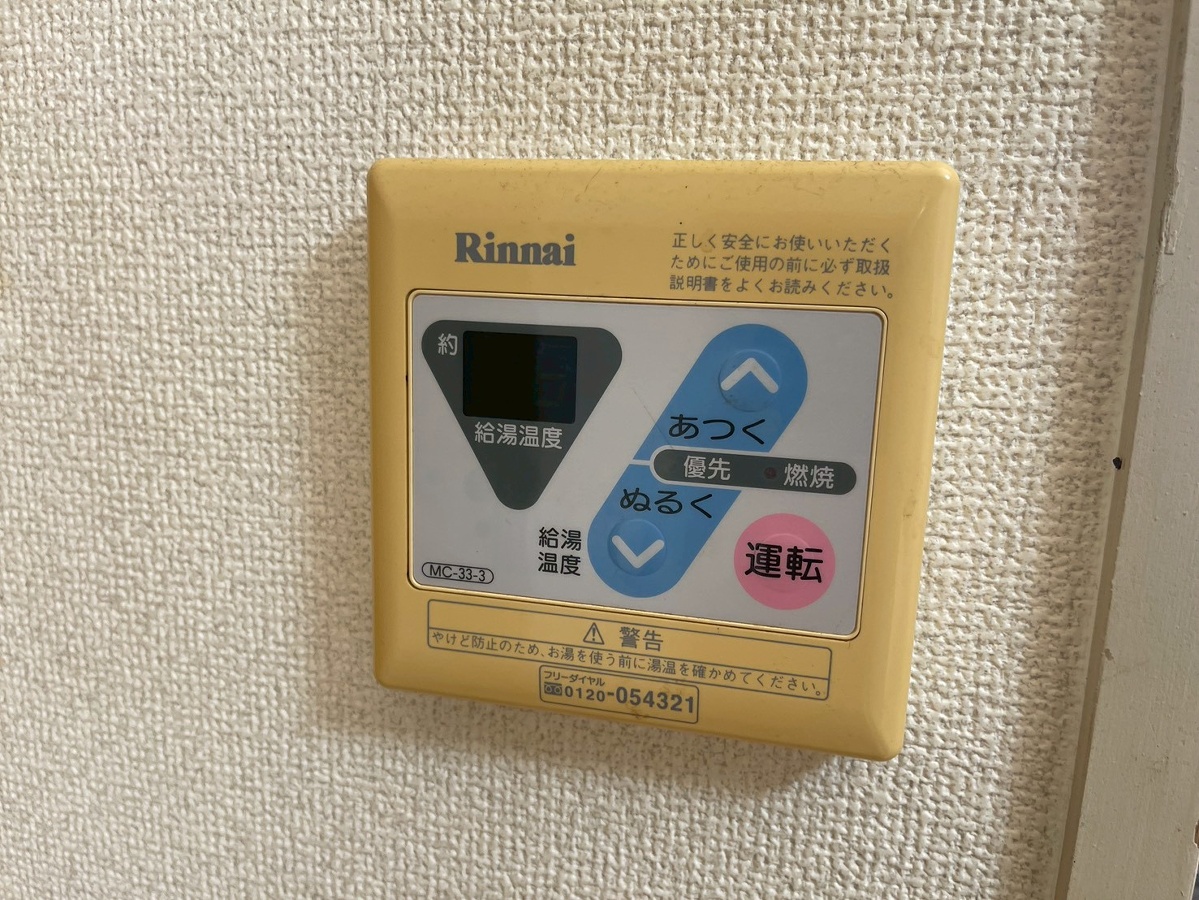 Rinnai
正しく安全にお使いいただく
ためにご使用の前に必ず取扱
説明書をよくお読みください。
約
給湯温度
あつく
優先 燃焼
ぬるく
給湯
温度
運転
MC-33-3
⚠ 警告
やけど防止のため、お湯を使う前に湯温を確かめてください。
フリーダイヤル
0120-054321